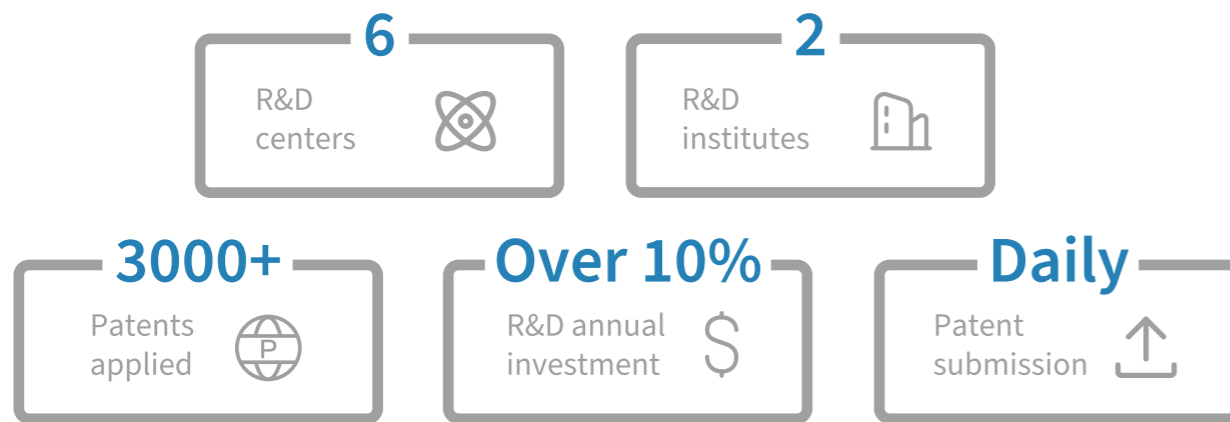 6
R&D
centers
2
R&D
institutes
3000+
Patents
applied
P
Over 10%
R&D annual
investment
$
Daily
Patent
submission